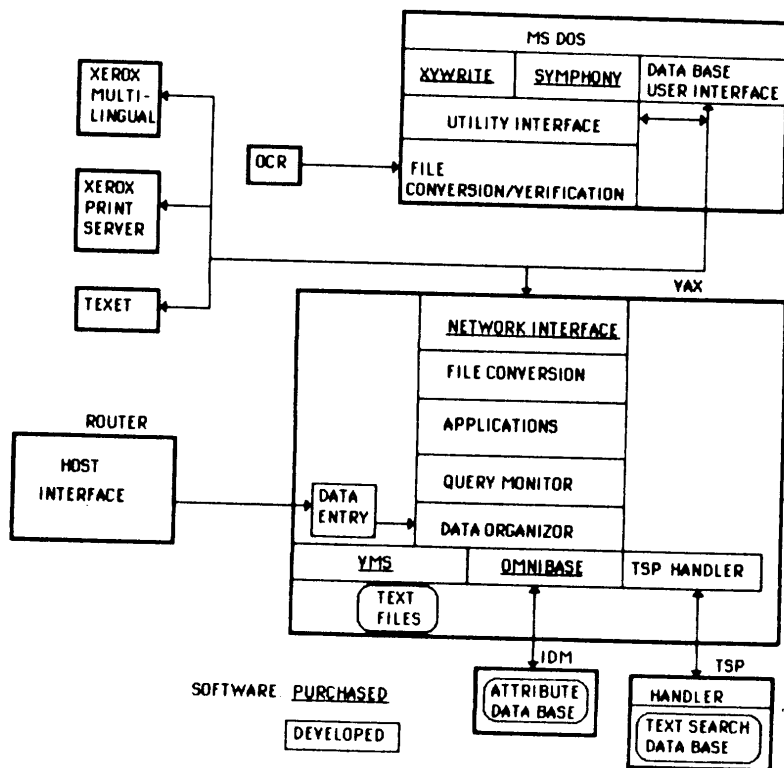 MS DOS
XYWRITE
SYMPHONY
DATA BASE
USER INTERFACE
UTILITY INTERFACE
FILE
CONVERSION/VERIFICATION
XEROX
MULTI-
LINGUAL
OCR
XEROX
PRINT
SERVER
TEXET
VAX
NETWORK INTERFACE
FILE CONVERSION
APPLICATIONS
QUERY MONITOR
DATA ORGANIZOR
ROUTER
HOST
INTERFACE
DATA
ENTRY
VMS
OMNIBASE
TSP HANDLER
TEXT
FILES
IDM
ATTRIBUTE
DATA BASE
TSP
HANDLER
TEXT SEARCH
DATA BASE
SOFTWARE: PURCHASED
DEVELOPED